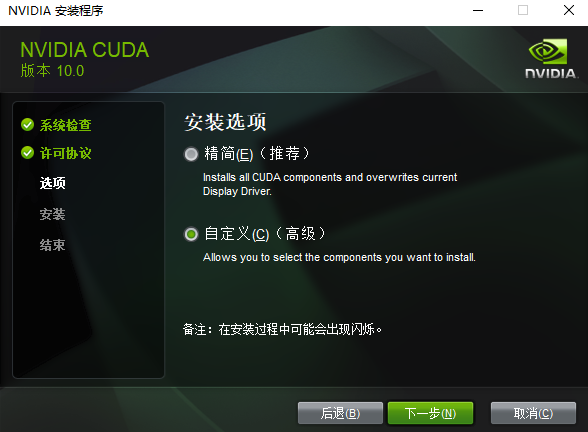 NVIDIA 安装程序
NVIDIA CUDA
版本 10.0
NVIDIA.
系统检查
许可协议
选项
安装
结束
安装选项
精简(E)（推荐）
Installs all CUDA components and overwrites current
Display Driver.
自定义(C)（高级）
Allows you to select the components you want to install.
备注：在安装过程中可能会出现闪烁。
后退(B)
下一步(N)
取消(C)